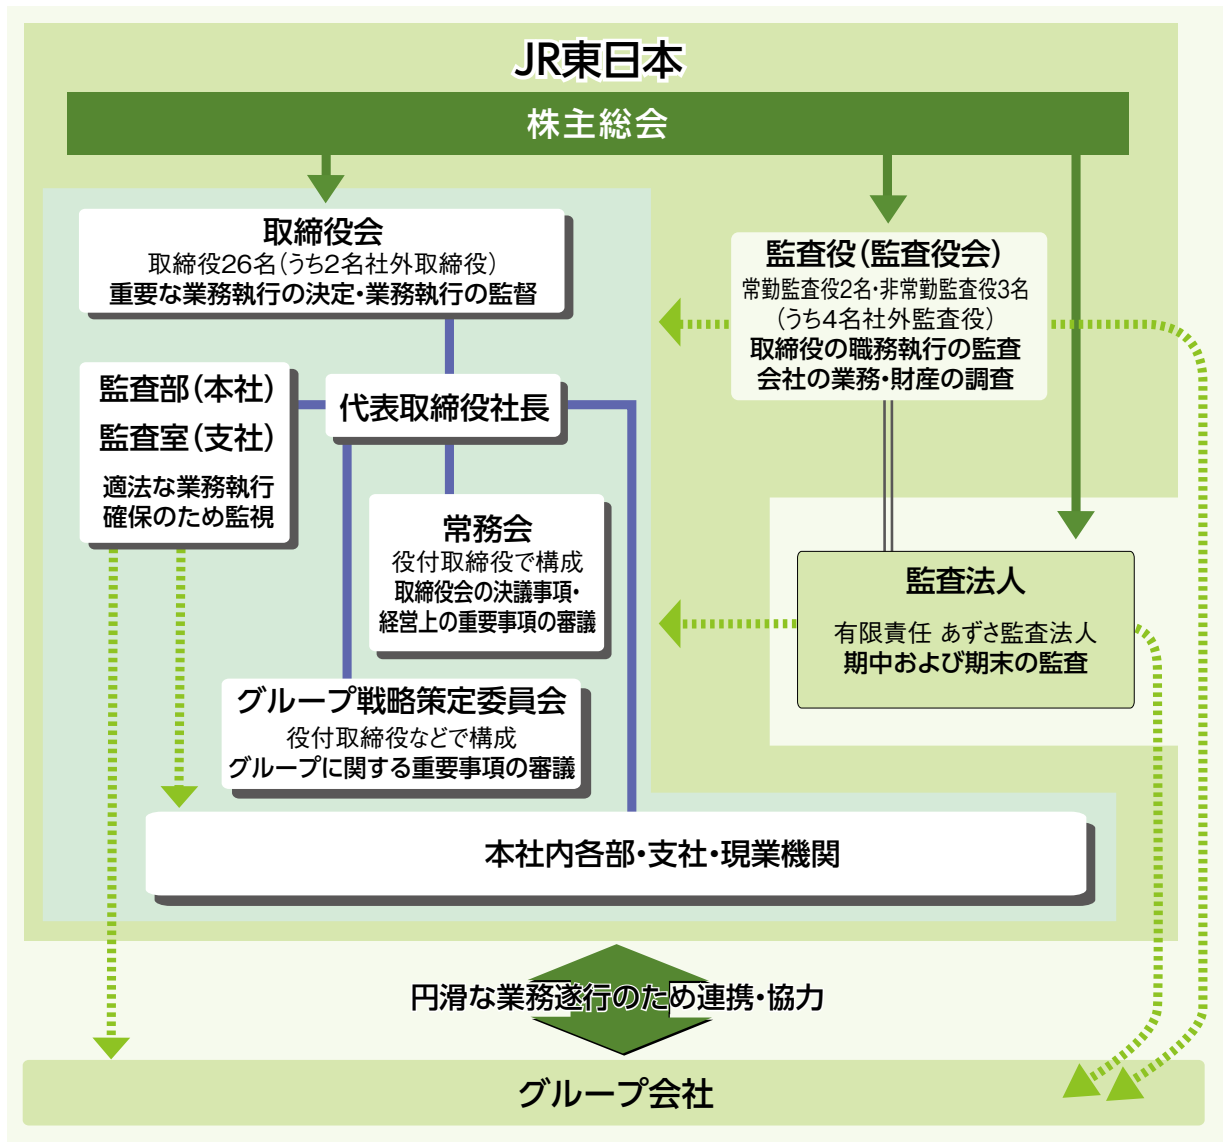 JR東日本
株主総会
取締役会
取締役26名(うち2名社外取締役)
重要な業務執行の決定・業務執行の監督
監査役(監査役会)
常勤監査役2名・非常勤監査役3名
(うち4名社外監査役)
取締役の職務執行の監査
会社の業務・財産の調査
監査部(本社)
監査室(支社)
適法な業務執行
確保のため監視
代表取締役社長
常務会
役付取締役で構成
取締役会の決議事項・
経営上の重要事項の審議
監査法人
有限責任 あずさ監査法人
期中および期末の監査
グループ戦略策定委員会
役付取締役などで構成
グループに関する重要事項の審議
本社内各部・支社・現業機関
円滑な業務遂行のため連携・協力
グループ会社